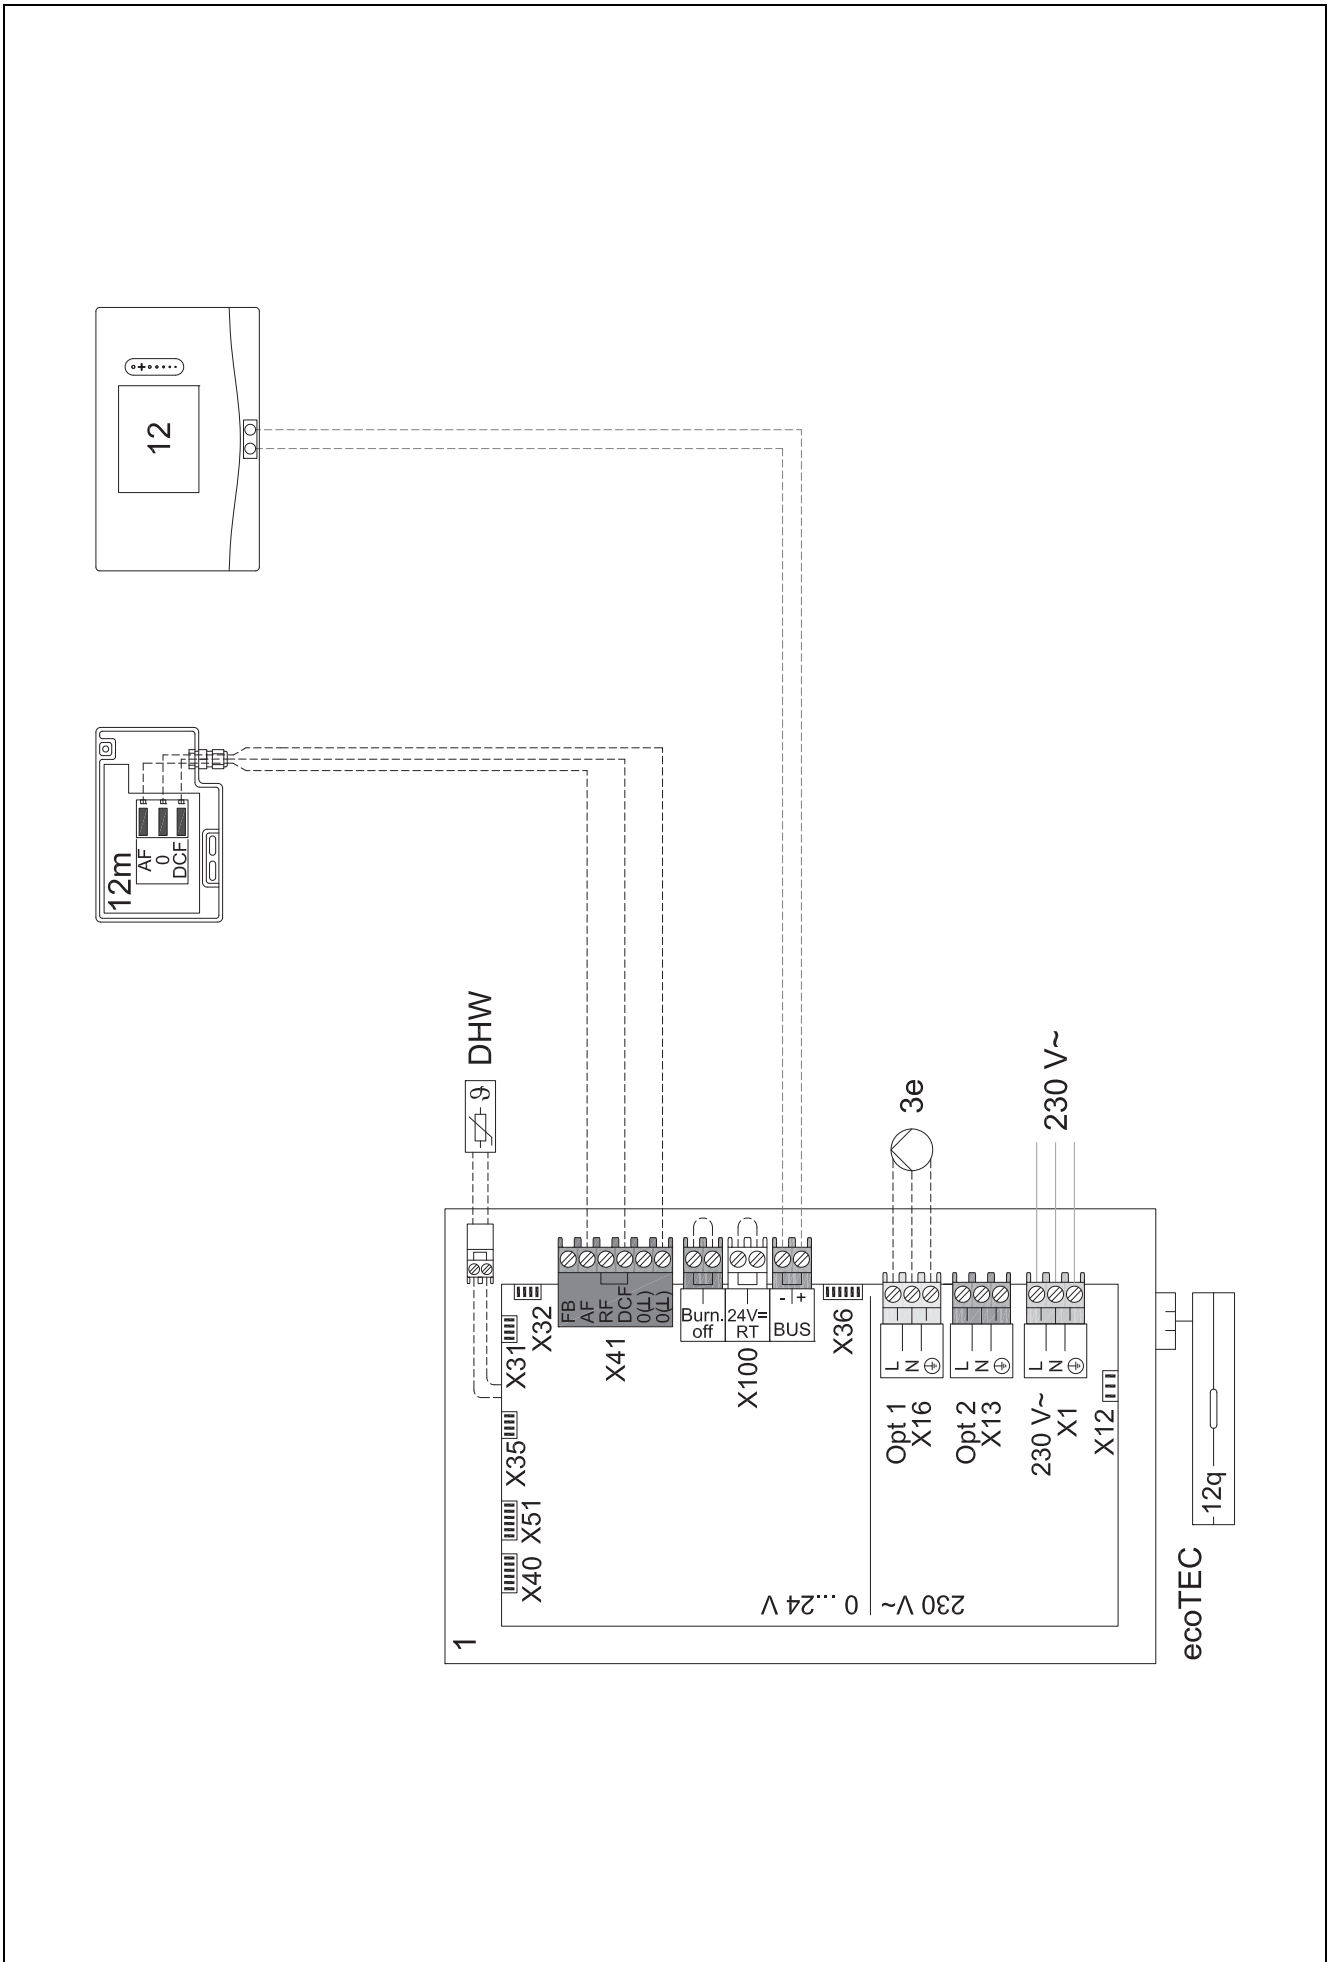 12
12m
AF
0
DCF
DHW
ϑ
3e
230 V~
1
X40
X51
X35
X31
X32
FB
AF
RF
DCF
0(⊥)
0(⊥)
X41
Burn.
off
24V=
RT
X100
- +
BUS
X36
L
N
Opt 1
X16
L
N
Opt 2
X13
L
N
230 V~
X1
X12
0...24 V
230 V~
ecoTEC
12q